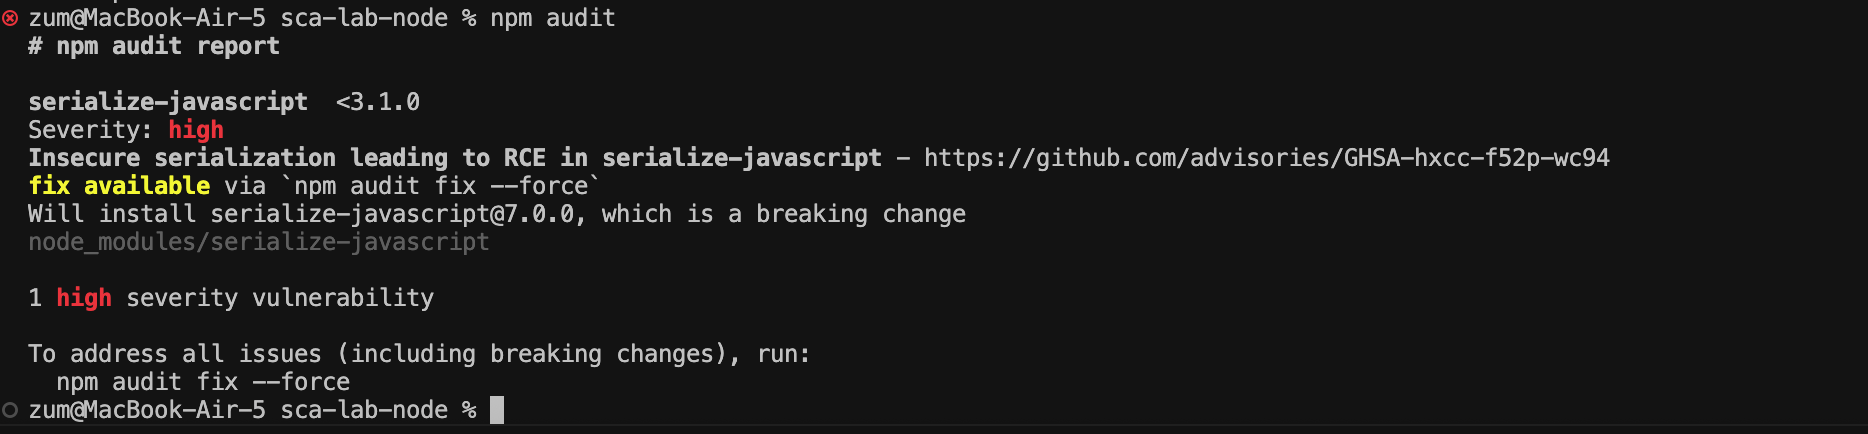 zum@MacBook-Air-5 sca-lab-node % npm audit
# npm audit report
serialize-javascript  <3.1.0
Severity: high
Insecure serialization leading to RCE in serialize-javascript - https://github.com/advisories/GHSA-hxcc-f52p-wc94
fix available via `npm audit fix --force`
Will install serialize-javascript@7.0.0, which is a breaking change
node_modules/serialize-javascript
1 high severity vulnerability
To address all issues (including breaking changes), run:
  npm audit fix --force
zum@MacBook-Air-5 sca-lab-node %